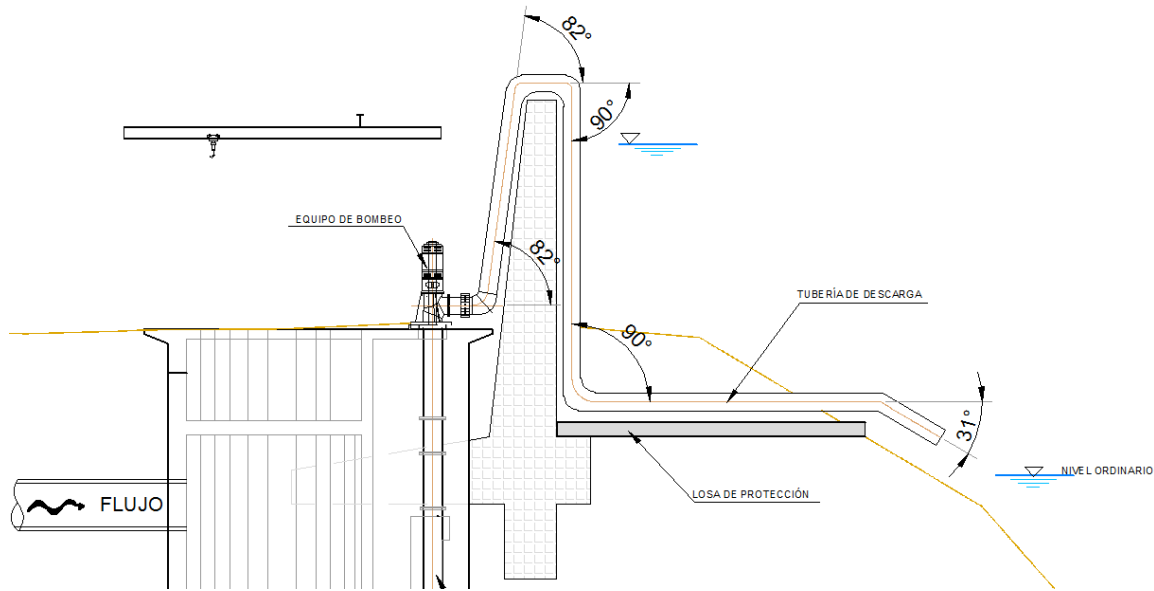 82°
90°
EQUIPO DE BOMBEO
82°
TUBERÍA DE DESCARGA
90°
31°
NIVEL ORDINARIO
LOSA DE PROTECCIÓN
FLUJO